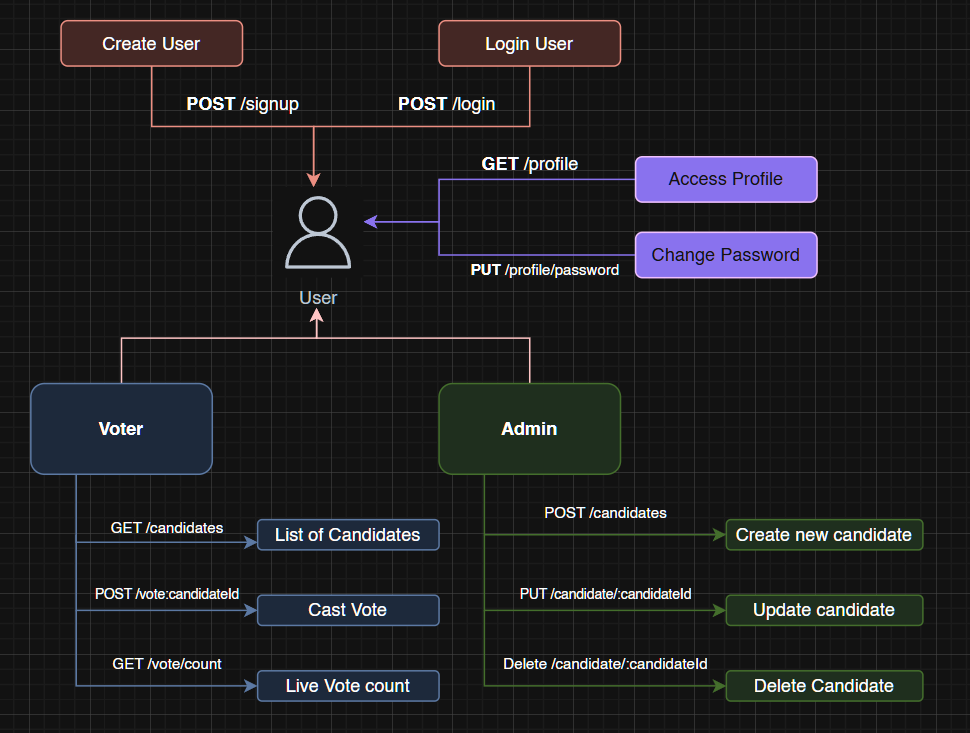 Create User
Login User
POST /signup
POST /login
GET /profile
Access Profile
Change Password
PUT /profile/password
User
Voter
Admin
GET /candidates
List of Candidates
POST /vote:candidateId
Cast Vote
GET /vote/count
Live Vote count
POST /candidates
Create new candidate
PUT /candidate/:candidateId
Update candidate
Delete /candidate/:candidateId
Delete Candidate